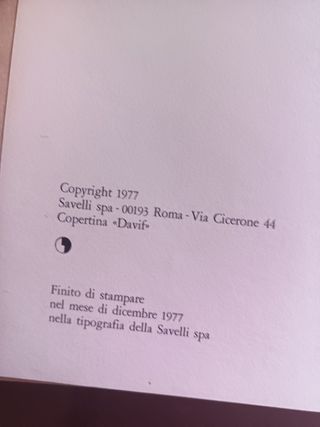 Copyright 1977
Savelli spa - 00193 Roma - Via Cicerone 44
Copertina «Davif»
Finito di stampare
nel mese di dicembre 1977
nella tipografia della Savelli spa